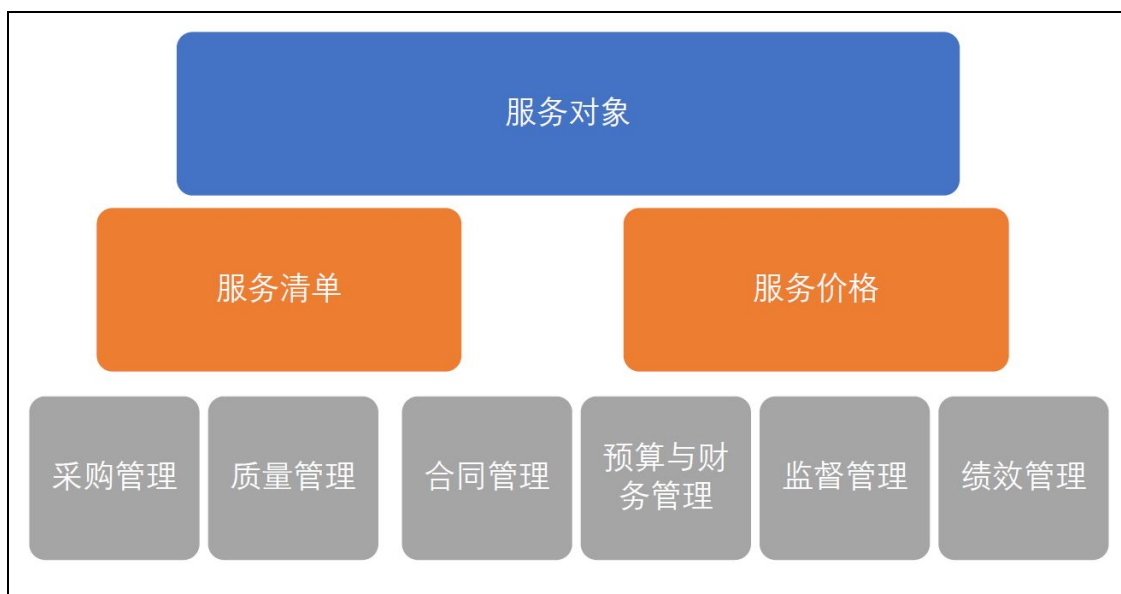 服务对象
服务清单
服务价格
采购管理
质量管理
合同管理
预算与财
务管理
监督管理
绩效管理